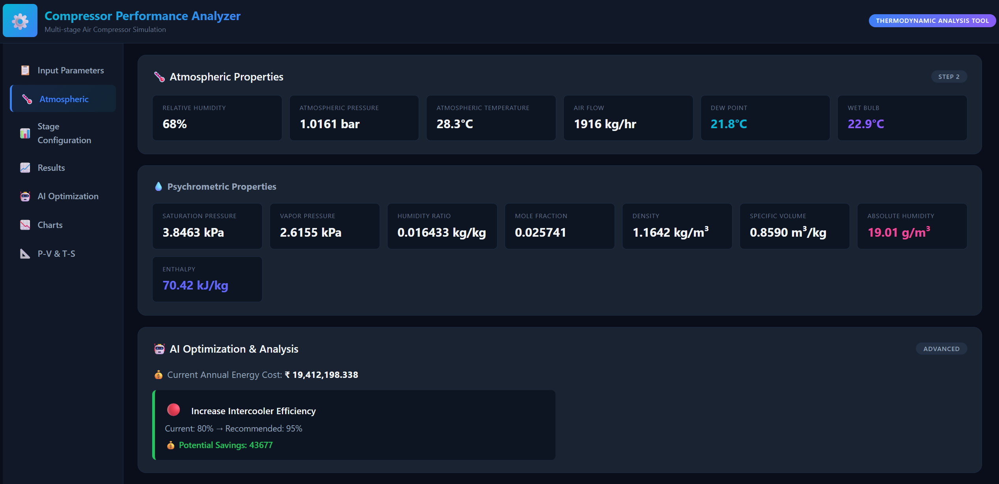 Compressor Performance Analyzer
Multi-stage Air Compressor Simulation
THERMODYNAMIC ANALYSIS TOOL
Input Parameters
Atmospheric
Stage
Configuration
Results
AI Optimization
Charts
P-V & T-S
Atmospheric Properties
STEP 2
RELATIVE HUMIDITY
68%
ATMOSPHERIC PRESSURE
1.0161 bar
ATMOSPHERIC TEMPERATURE
28.3°C
AIR FLOW
1916 kg/hr
DEW POINT
21.8°C
WET BULB
22.9°C
Psychrometric Properties
SATURATION PRESSURE
3.8463 kPa
VAPOR PRESSURE
2.6155 kPa
HUMIDITY RATIO
0.016433 kg/kg
MOLE FRACTION
0.025741
DENSITY
1.1642 kg/m³
SPECIFIC VOLUME
0.8590 m³/kg
ABSOLUTE HUMIDITY
19.01 g/m³
ENTHALPY
70.42 kJ/kg
AI Optimization & Analysis
ADVANCED
Current Annual Energy Cost: ₹ 19,412,198.338
Increase Intercooler Efficiency
Current: 80% → Recommended: 95%
Potential Savings: 43677